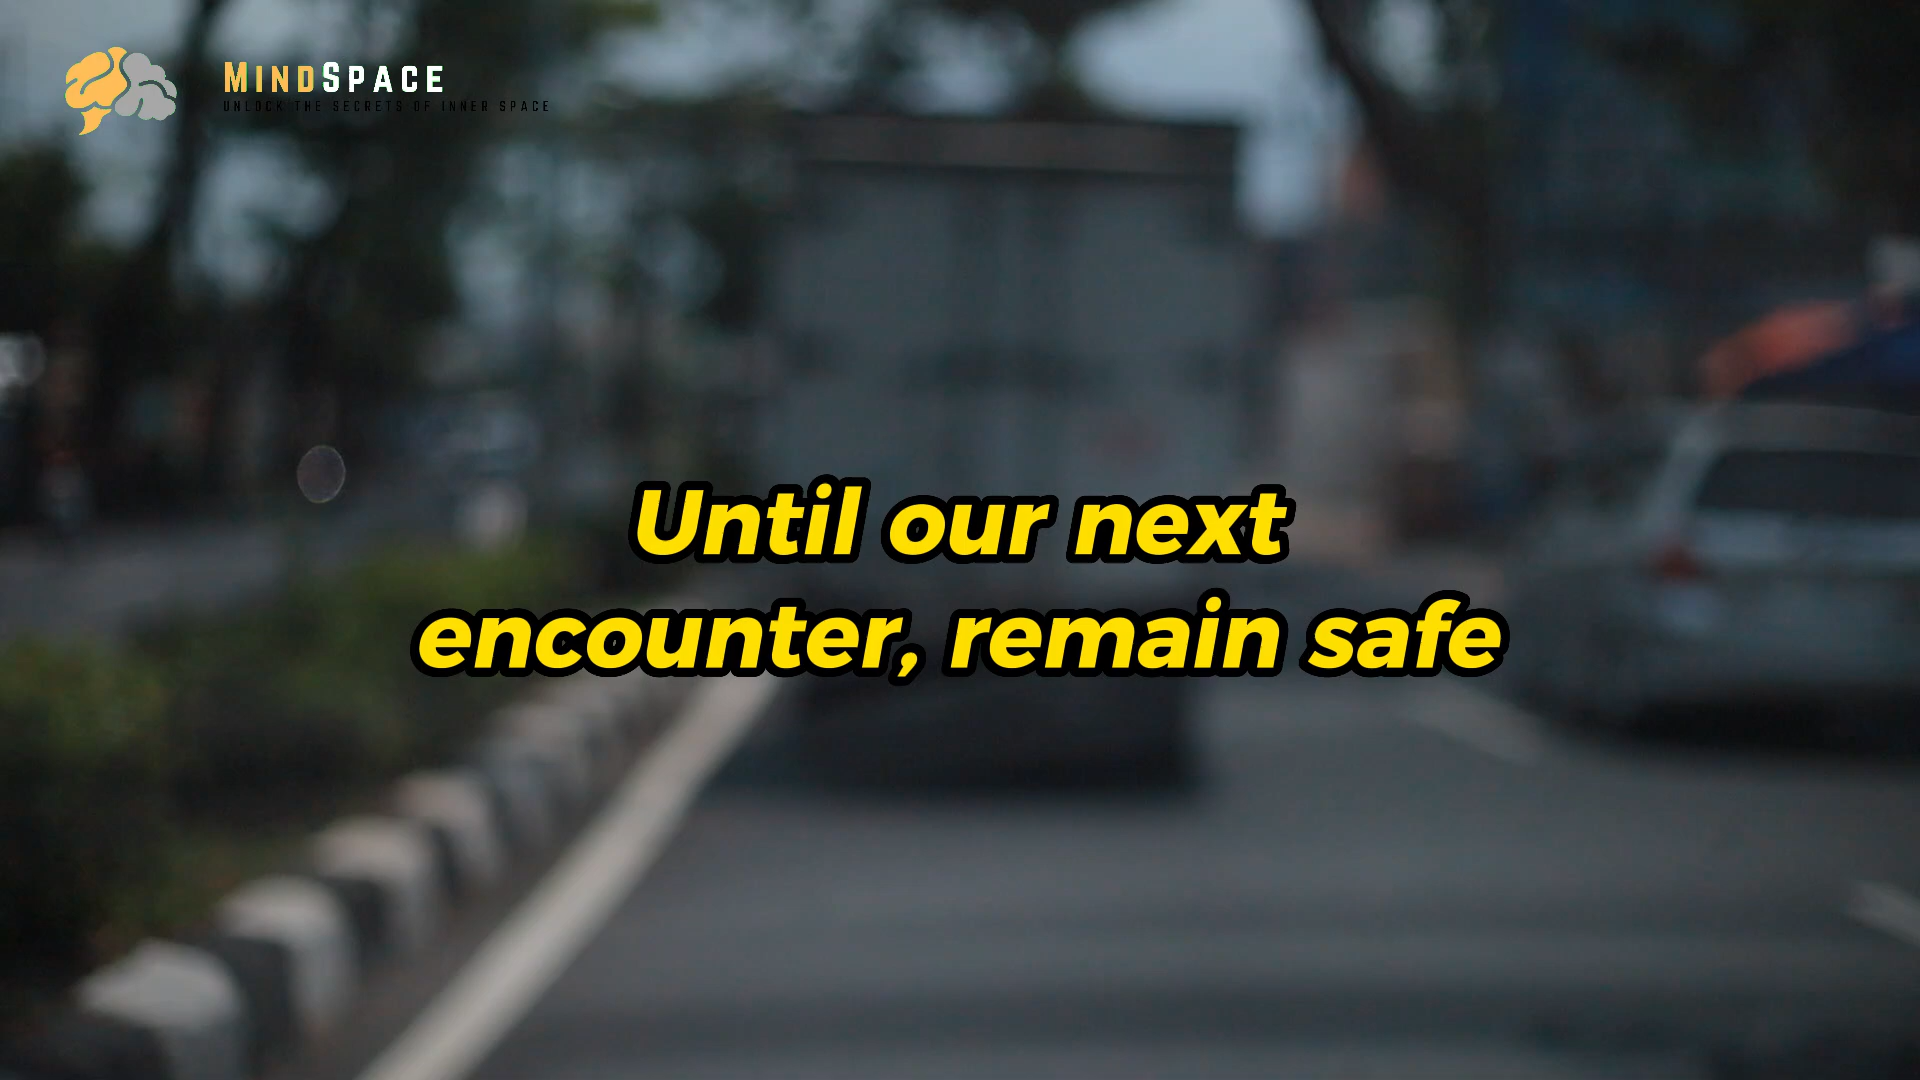 MINDSPACE
UNLOCK THE SECRETS OF INNER SPACE
Until our next
encounter, remain safe